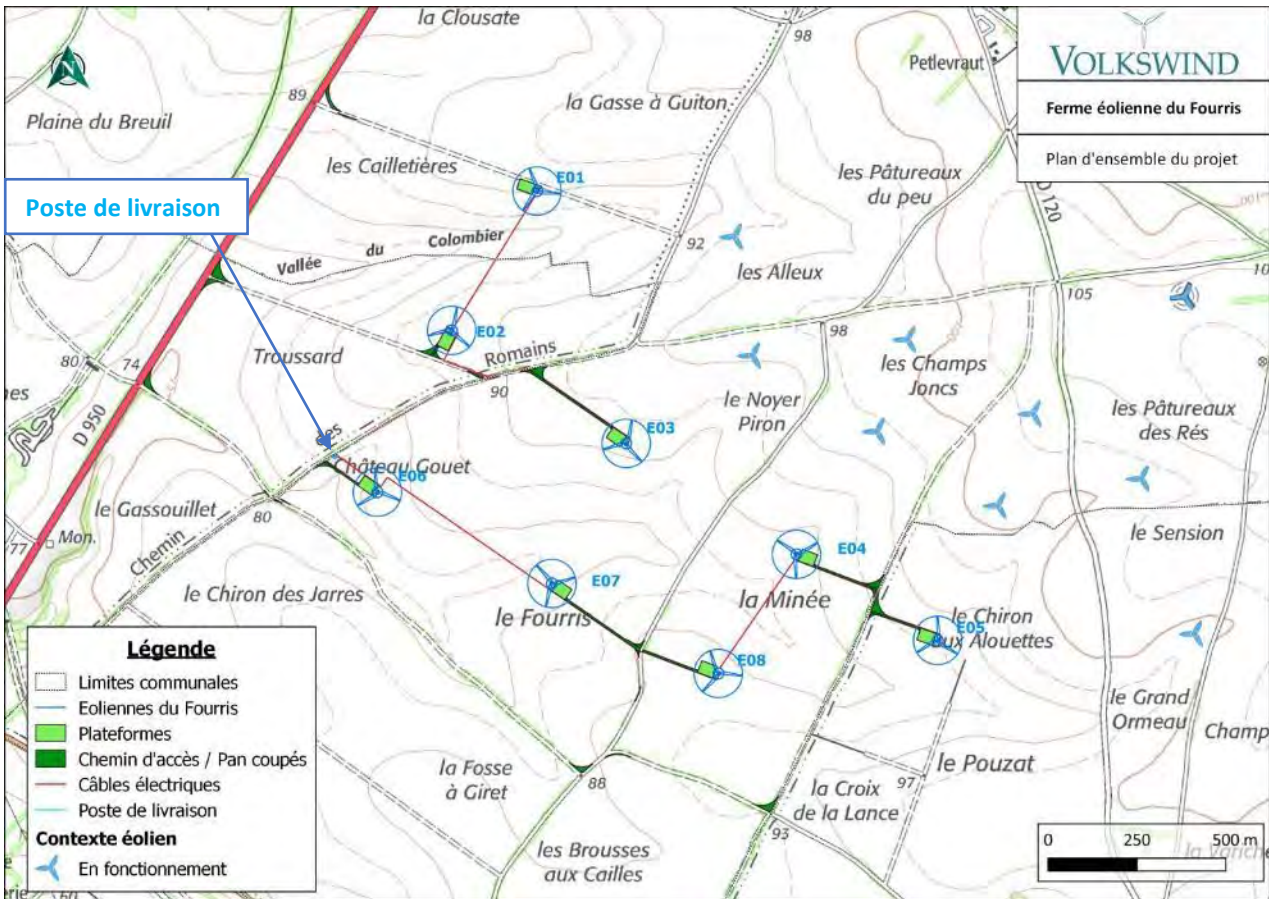 la Clousate
98
Petlevraut
VOLKSWIND
Ferme éolienne du Fourris
Plan d'ensemble du projet
N
Plaine du Breuil
89
la Gasse à Guiton
les Cailletières
E01
les Pâtureaux
du peu
D 120
Poste de livraison
Vallée du Colombier
92
les Alleux
105
10
E02
Troussard
Romains
98
80
74
90
les Champs
Joncs
nes
D 950
le Noyer
Piron
les Pâtureaux
des Rés
E03
les
Château Gouet
E06
le Gassouillet
80
77
Mon.
Chemin
le Sension
E04
E07
le Chiron des Jarres
la Minée
le Fourris
le Chiron
aux Alouettes
E05
E08
Légende
Limites communales
Eoliennes du Fourris
Plateformes
Chemin d'accès / Pan coupés
Câbles électriques
Poste de livraison
Contexte éolien
En fonctionnement
le Grand
Ormeau
Champ
la Fosse
à Giret
88
le Pouzat
97
la Croix
de la Lance
93
les Brousses
aux Cailles
0 250 500 m
erie
60